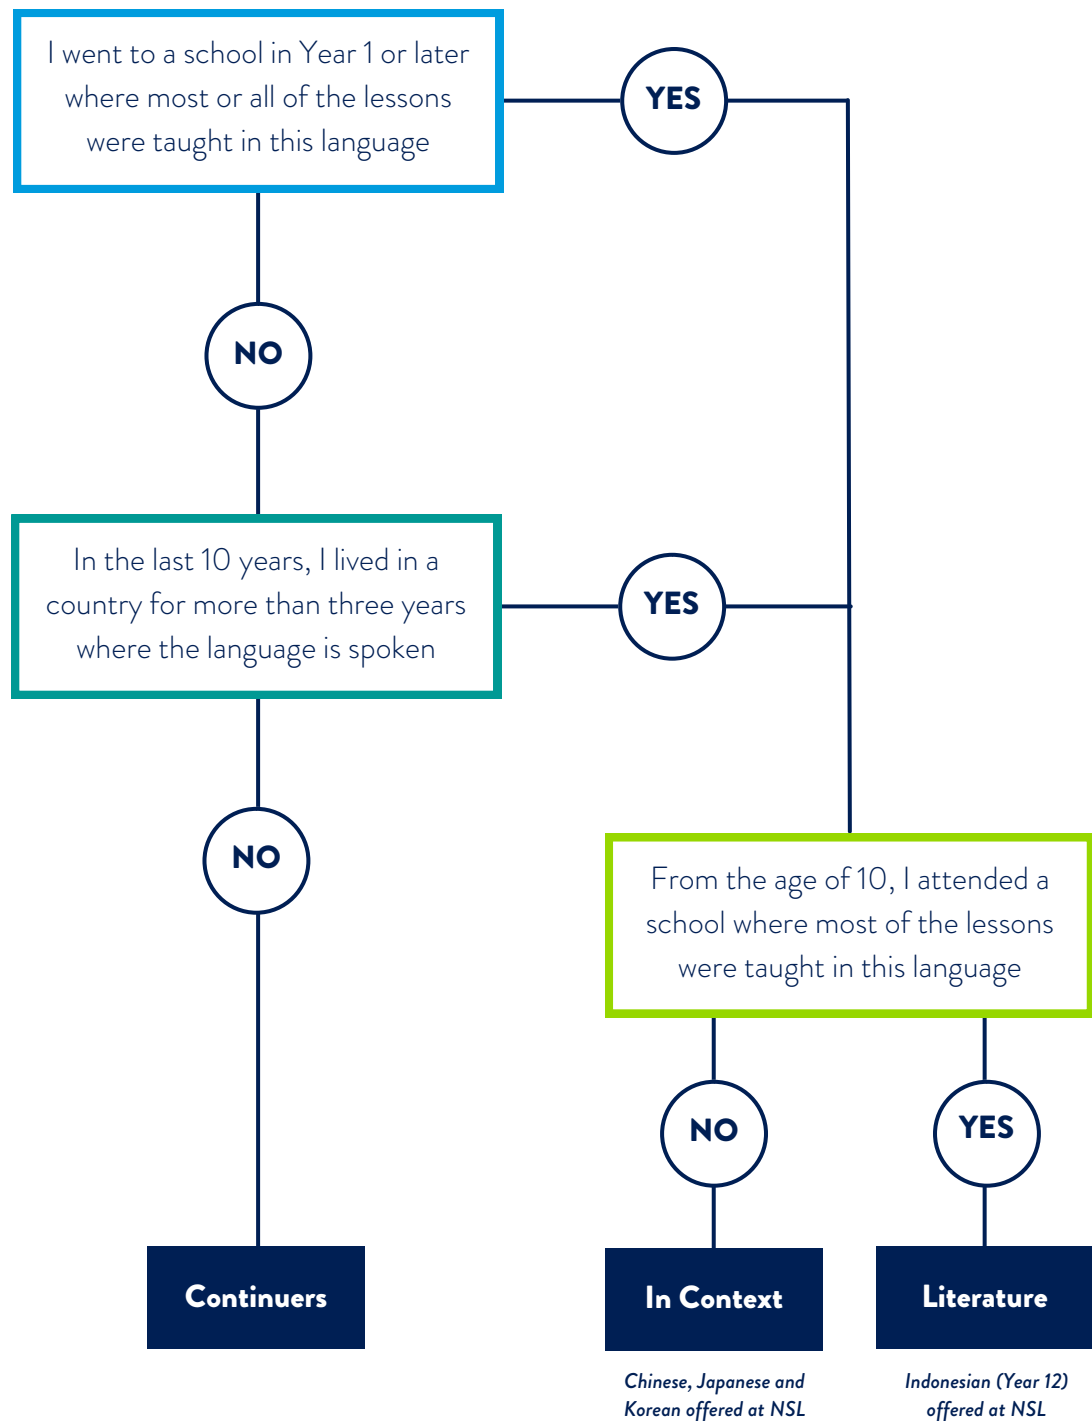 I went to a school in Year 1 or later
where most or all of the lessons
were taught in this language
YES
NO
In the last 10 years, I lived in a
country for more than three years
where the language is spoken
YES
NO
From the age of 10, I attended a
school where most of the lessons
were taught in this language
NO
YES
Continuers
In Context
Literature
Chinese, Japanese and
Korean offered at NSL
Indonesian (Year 12)
offered at NSL